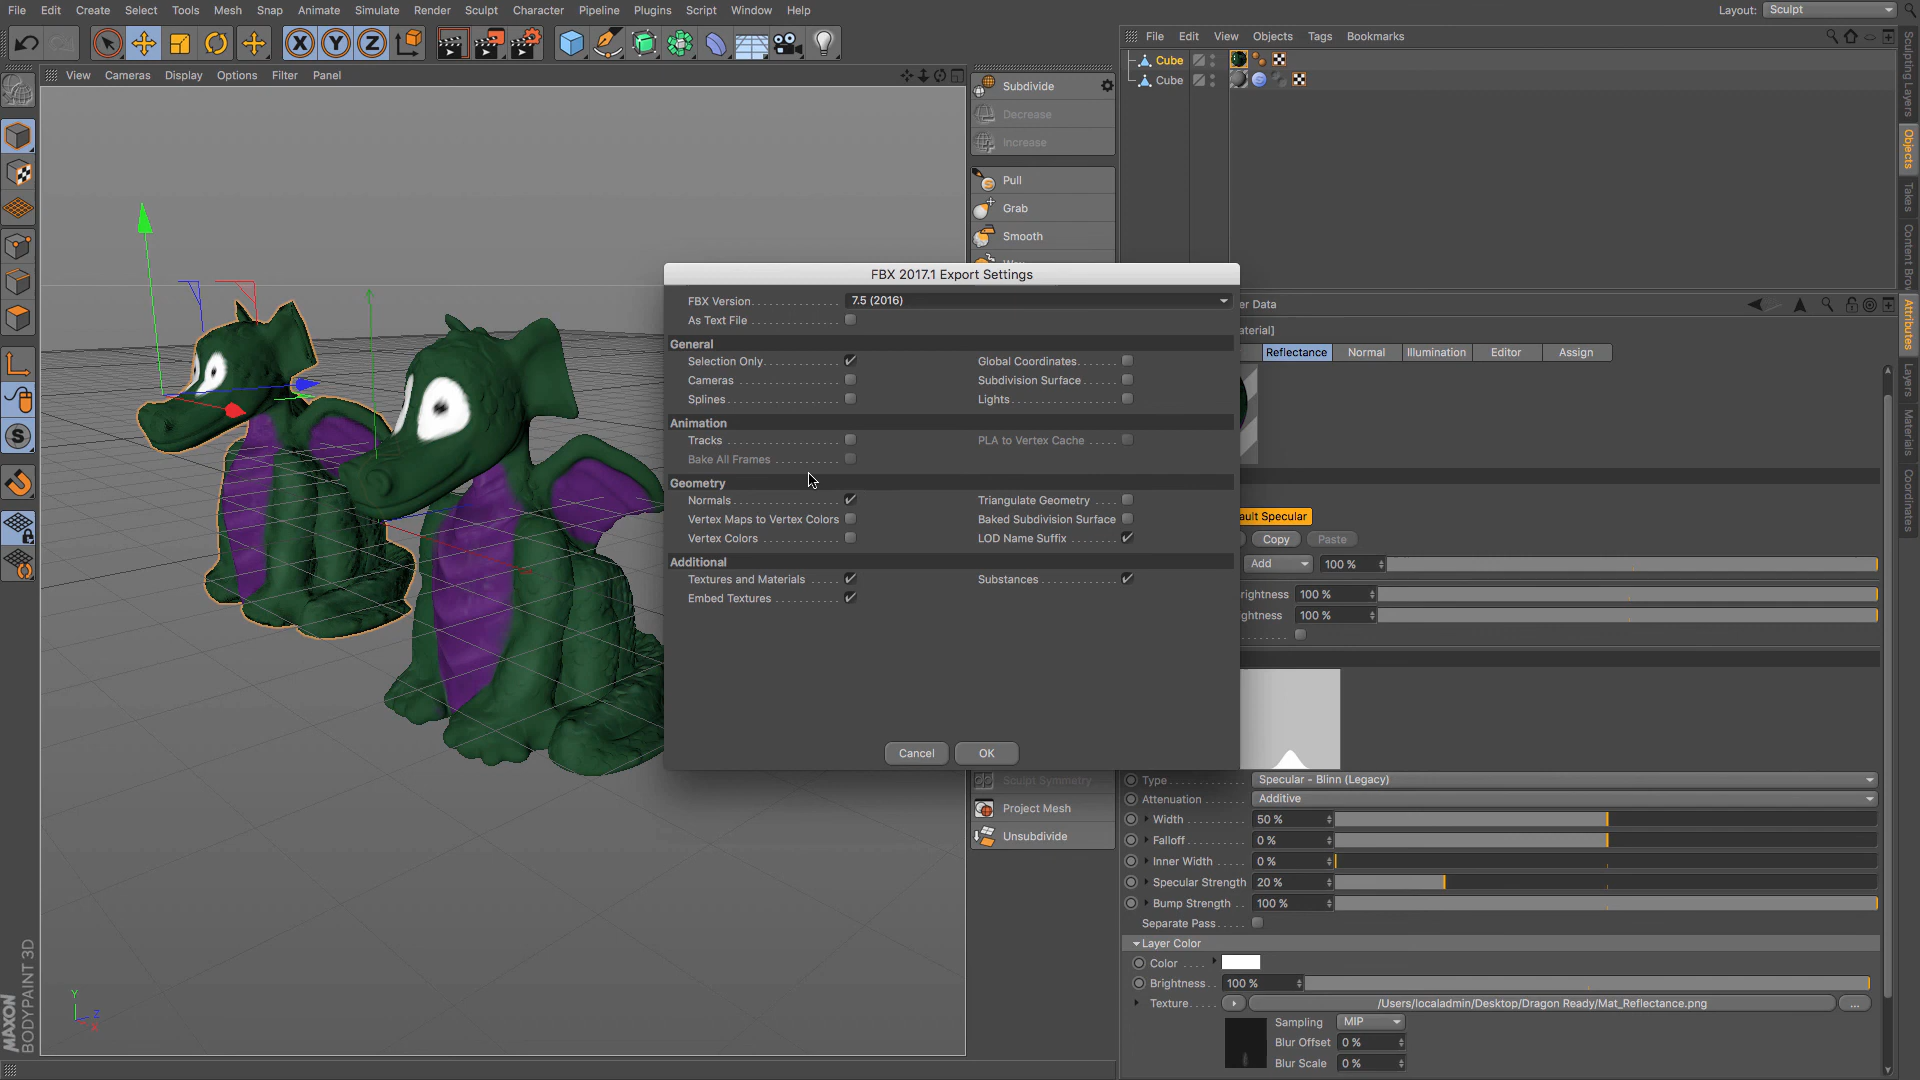 File Edit Create Select Tools Mesh Snap Animate Simulate Render Sculpt Character Pipeline Plugins Script Window Help
Layout: Sculpt
View Cameras Display Options Filter Panel
File Edit View Objects Tags Bookmarks
Cube
Cube
Subdivide
Decrease
Increase
Pull
Grab
Smooth
FBX 2017.1 Export Settings
FBX Version 7.5 (2016)
As Text File
General
Selection Only Global Coordinates
Cameras Subdivision Surface
Splines Lights
Animation
Tracks PLA to Vertex Cache
Bake All Frames
Geometry
Normals Triangulate Geometry
Vertex Maps to Vertex Colors Baked Subdivision Surface
Vertex Colors LOD Name Suffix
Additional
Textures and Materials Substances
Embed Textures
Cancel OK
Sculpt Symmetry
Project Mesh
Unsubdivide
er Data
aterial]
Reflectance Normal Illumination Editor Assign
ault Specular
Copy Paste
Add 100 %
rightness 100 %
ghtness 100 %
Type Specular - Blinn (Legacy)
Attenuation Additive
Width 50 %
Falloff 0 %
Inner Width 0 %
Specular Strength 20 %
Bump Strength 100 %
Separate Pass
Layer Color
Color
Brightness 100 %
Texture /Users/localadmin/Desktop/Dragon Ready/Mat_Reflectance.png ...
Sampling MIP
Blur Offset 0 %
Blur Scale 0 %
Sculpting Layers
Objects
Takes
Content Brow
Attributes
Layers
Materials
Coordinates
MAXON
BODYPAINT 3D
Y
Z
X